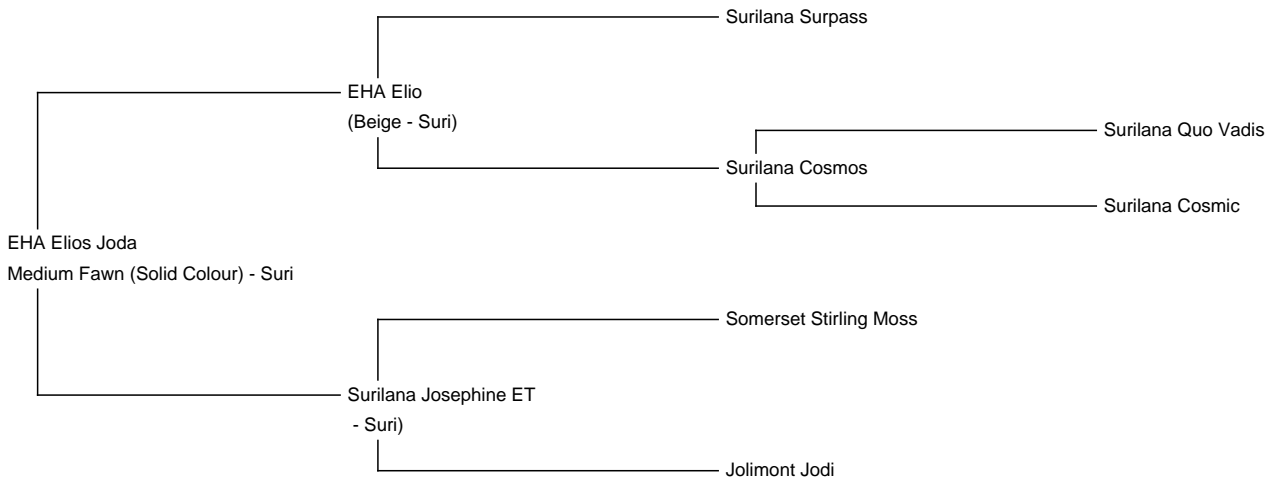 Surilana Surpass
EHA Elio
(Beige - Suri)
Surilana Quo Vadis
Surilana Cosmos
Surilana Cosmic
EHA Elios Joda
Medium Fawn (Solid Colour) - Suri
Somerset Stirling Moss
Surilana Josephine ET
- Suri)
Jolimont Jodi